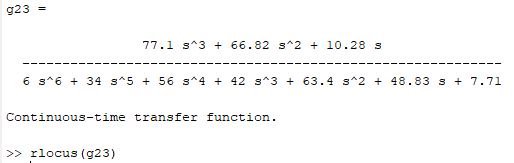 g23 =
77.1 s^3 + 66.82 s^2 + 10.28 s
------------------------------------------------------------
6 s^6 + 34 s^5 + 56 s^4 + 42 s^3 + 63.4 s^2 + 48.83 s + 7.71
Continuous-time transfer function.
>> rlocus(g23)